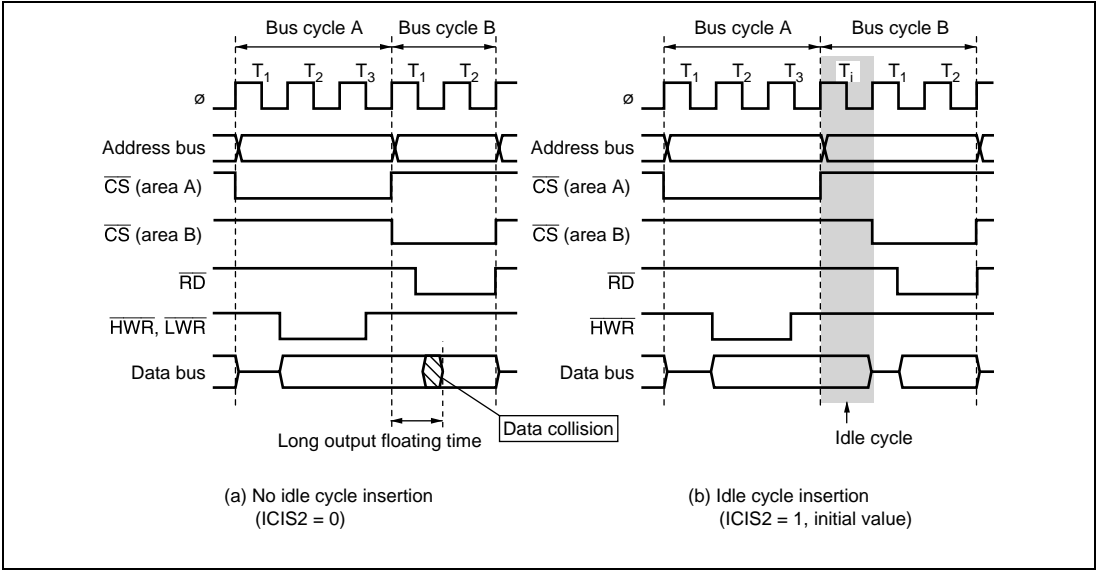 Bus cycle A
Bus cycle B
T1 T2 T3 T1 T2
ø
Address bus
CS (area A)
CS (area B)
RD
HWR, LWR
Data bus
Long output floating time
Data collision
(a) No idle cycle insertion
(ICIS2 = 0)
Bus cycle A
Bus cycle B
T1 T2 T3 Ti T1 T2
ø
Address bus
CS (area A)
CS (area B)
RD
HWR
Data bus
Idle cycle
(b) Idle cycle insertion
(ICIS2 = 1, initial value)